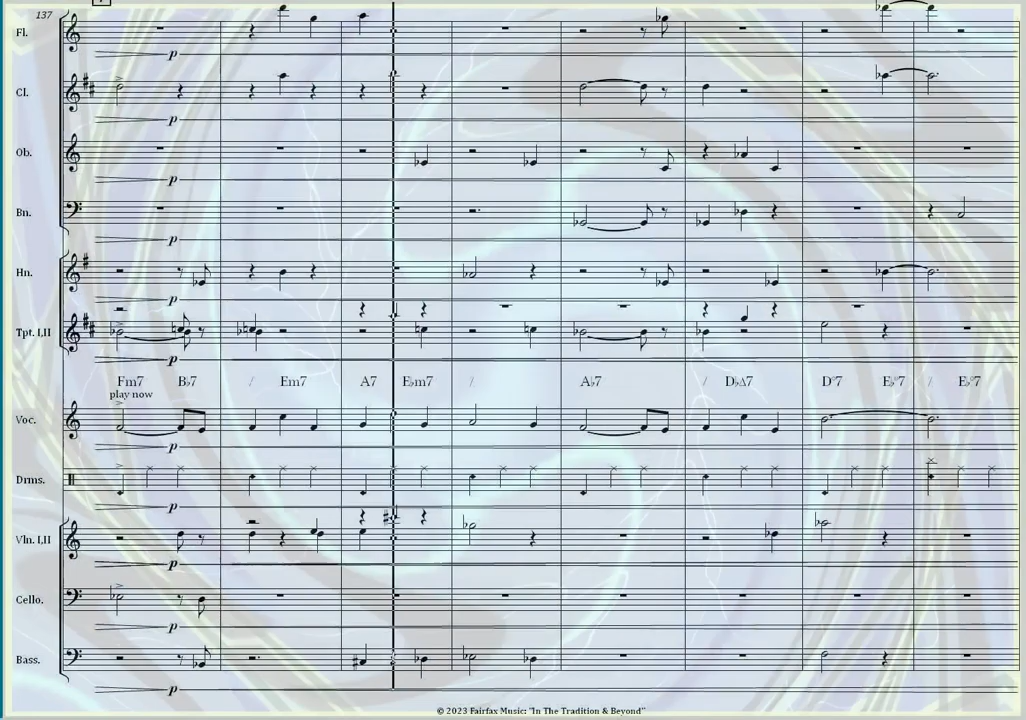 137
Fl.
p
Cl.
p
Ob.
p
Bn.
p
Hn.
p
Tpt. I,II
p
Fm7 B♭7 / Em7 A7 E♭m7 / A♭7 / D♭Δ7 D°7 E♭°7 / E♭°7
play now
Voc.
p
Drms.
p
Vln. I,II
p
Cello.
p
Bass.
p
© 2023 Fairfax Music: "In The Tradition & Beyond"